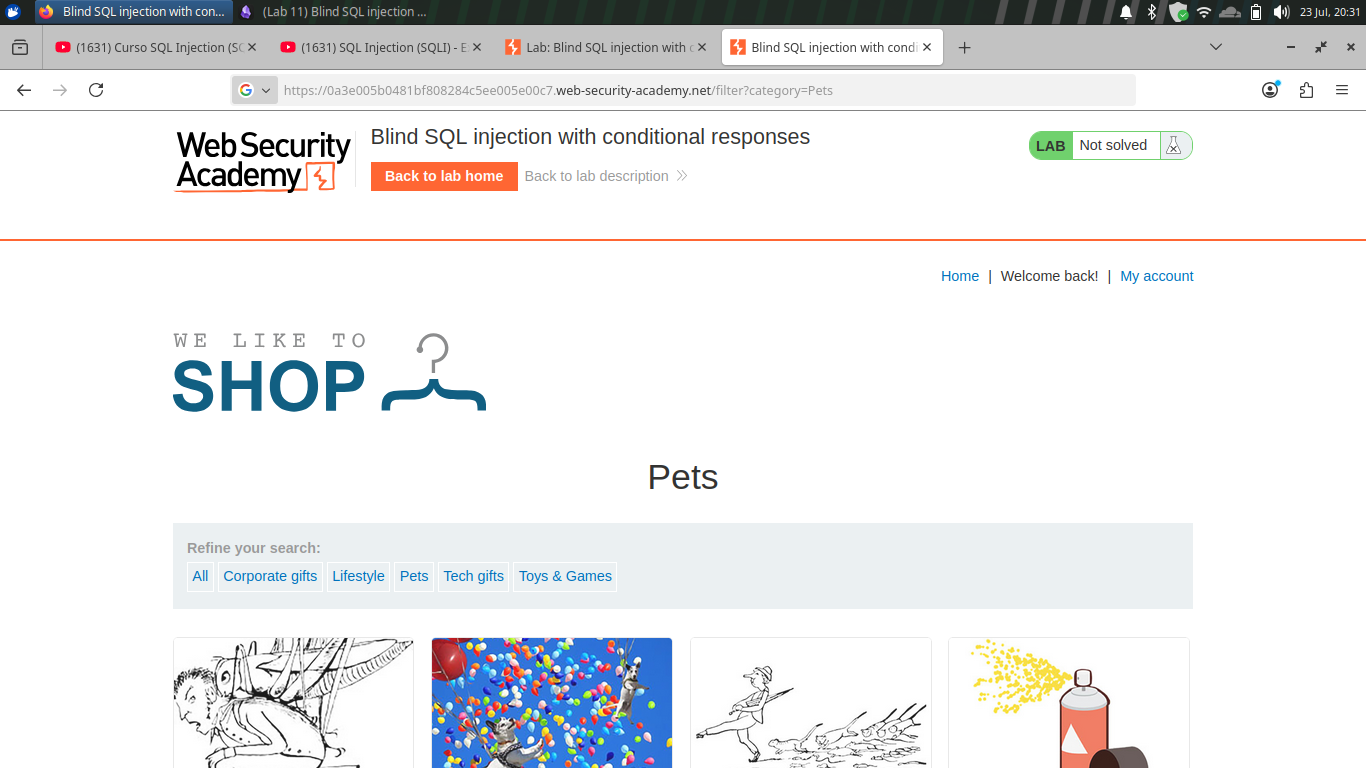 Blind SQL injection with con...
(Lab 11) Blind SQL injection ...
23 Jul, 20:31
(1631) Curso SQL Injection (SC
(1631) SQL Injection (SQLI) - E
Lab: Blind SQL injection with c
Blind SQL injection with condi
https://0a3e005b0481bf808284c5ee005e00c7.web-security-academy.net/filter?category=Pets
Web Security
Academy
Blind SQL injection with conditional responses
Back to lab home
Back to lab description
LAB
Not solved
Home | Welcome back! | My account
WE LIKE TO
SHOP
Pets
Refine your search:
All
Corporate gifts
Lifestyle
Pets
Tech gifts
Toys & Games